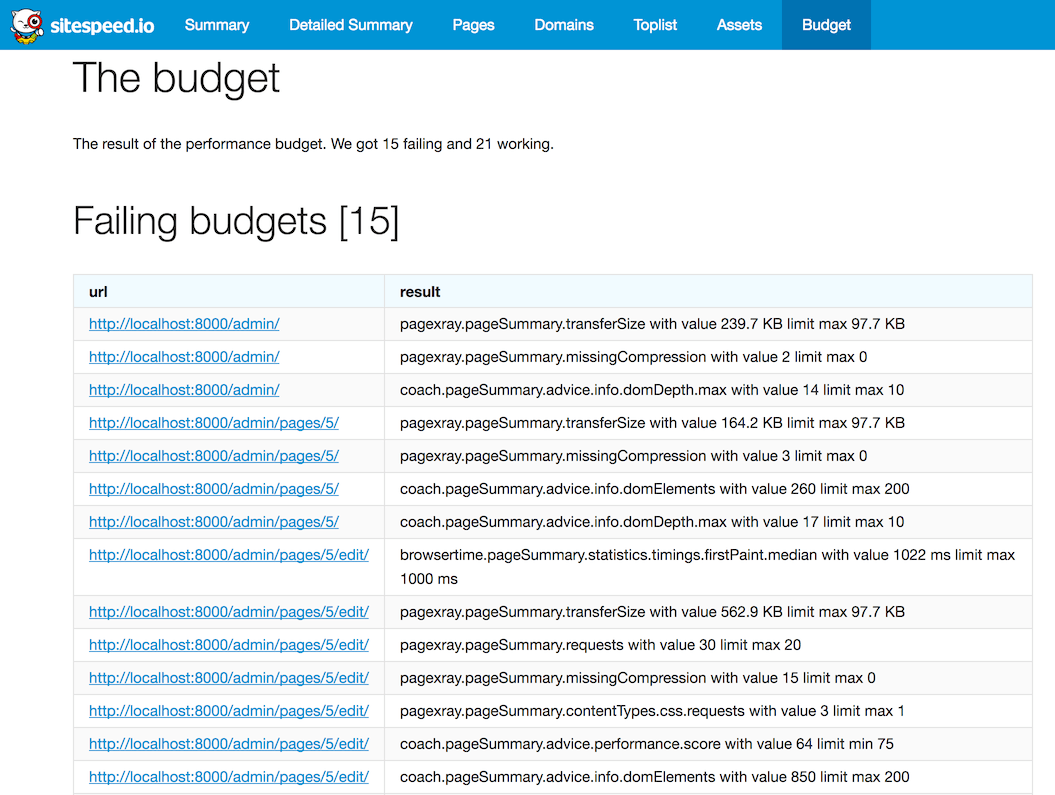 sitespeed.io Summary Detailed Summary Pages Domains Toplist Assets Budget
The budget
The result of the performance budget. We got 15 failing and 21 working.
Failing budgets [15]
url result
http://localhost:8000/admin/ pagexray.pageSummary.transferSize with value 239.7 KB limit max 97.7 KB
http://localhost:8000/admin/ pagexray.pageSummary.missingCompression with value 2 limit max 0
http://localhost:8000/admin/ coach.pageSummary.advice.info.domDepth.max with value 14 limit max 10
http://localhost:8000/admin/pages/5/ pagexray.pageSummary.transferSize with value 164.2 KB limit max 97.7 KB
http://localhost:8000/admin/pages/5/ pagexray.pageSummary.missingCompression with value 3 limit max 0
http://localhost:8000/admin/pages/5/ coach.pageSummary.advice.info.domElements with value 260 limit max 200
http://localhost:8000/admin/pages/5/ coach.pageSummary.advice.info.domDepth.max with value 17 limit max 10
http://localhost:8000/admin/pages/5/edit/ browsertime.pageSummary.statistics.timings.firstPaint.median with value 1022 ms limit max
1000 ms
http://localhost:8000/admin/pages/5/edit/ pagexray.pageSummary.transferSize with value 562.9 KB limit max 97.7 KB
http://localhost:8000/admin/pages/5/edit/ pagexray.pageSummary.requests with value 30 limit max 20
http://localhost:8000/admin/pages/5/edit/ pagexray.pageSummary.missingCompression with value 15 limit max 0
http://localhost:8000/admin/pages/5/edit/ pagexray.pageSummary.contentTypes.css.requests with value 3 limit max 1
http://localhost:8000/admin/pages/5/edit/ coach.pageSummary.advice.performance.score with value 64 limit min 75
http://localhost:8000/admin/pages/5/edit/ coach.pageSummary.advice.info.domElements with value 850 limit max 200